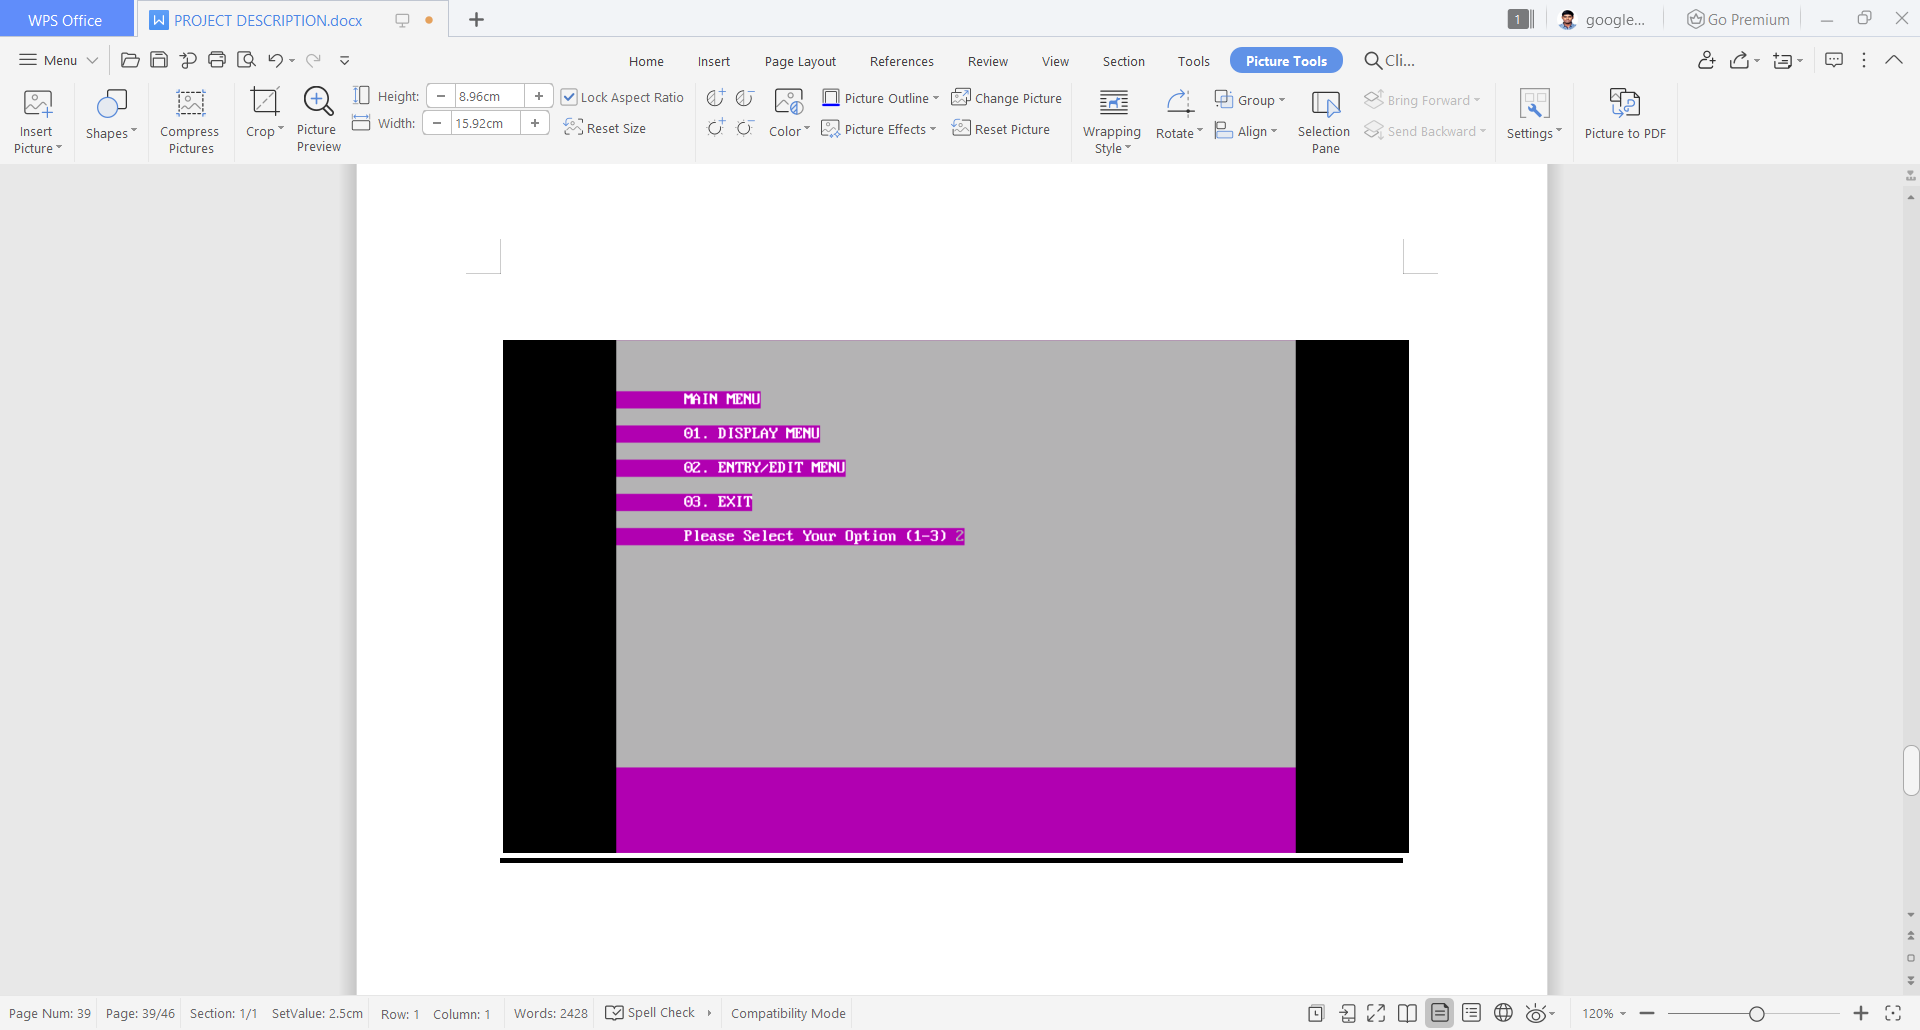 WPS Office PROJECT DESCRIPTION.docx 1 google... Go Premium
Menu Home Insert Page Layout References Review View Section Tools Picture Tools Cli...
Insert Picture Shapes Compress Pictures Crop Picture Preview
Height: 8.96cm Lock Aspect Ratio
Width: 15.92cm Reset Size
Color Picture Outline Change Picture
Picture Effects Reset Picture
Wrapping Style Rotate Group Align Selection Pane
Bring Forward
Send Backward
Settings Picture to PDF
MAIN MENU
01. DISPLAY MENU
02. ENTRY/EDIT MENU
03. EXIT
Please Select Your Option (1-3) 2
Page Num: 39 Page: 39/46 Section: 1/1 SetValue: 2.5cm Row: 1 Column: 1 Words: 2428 Spell Check Compatibility Mode 120%